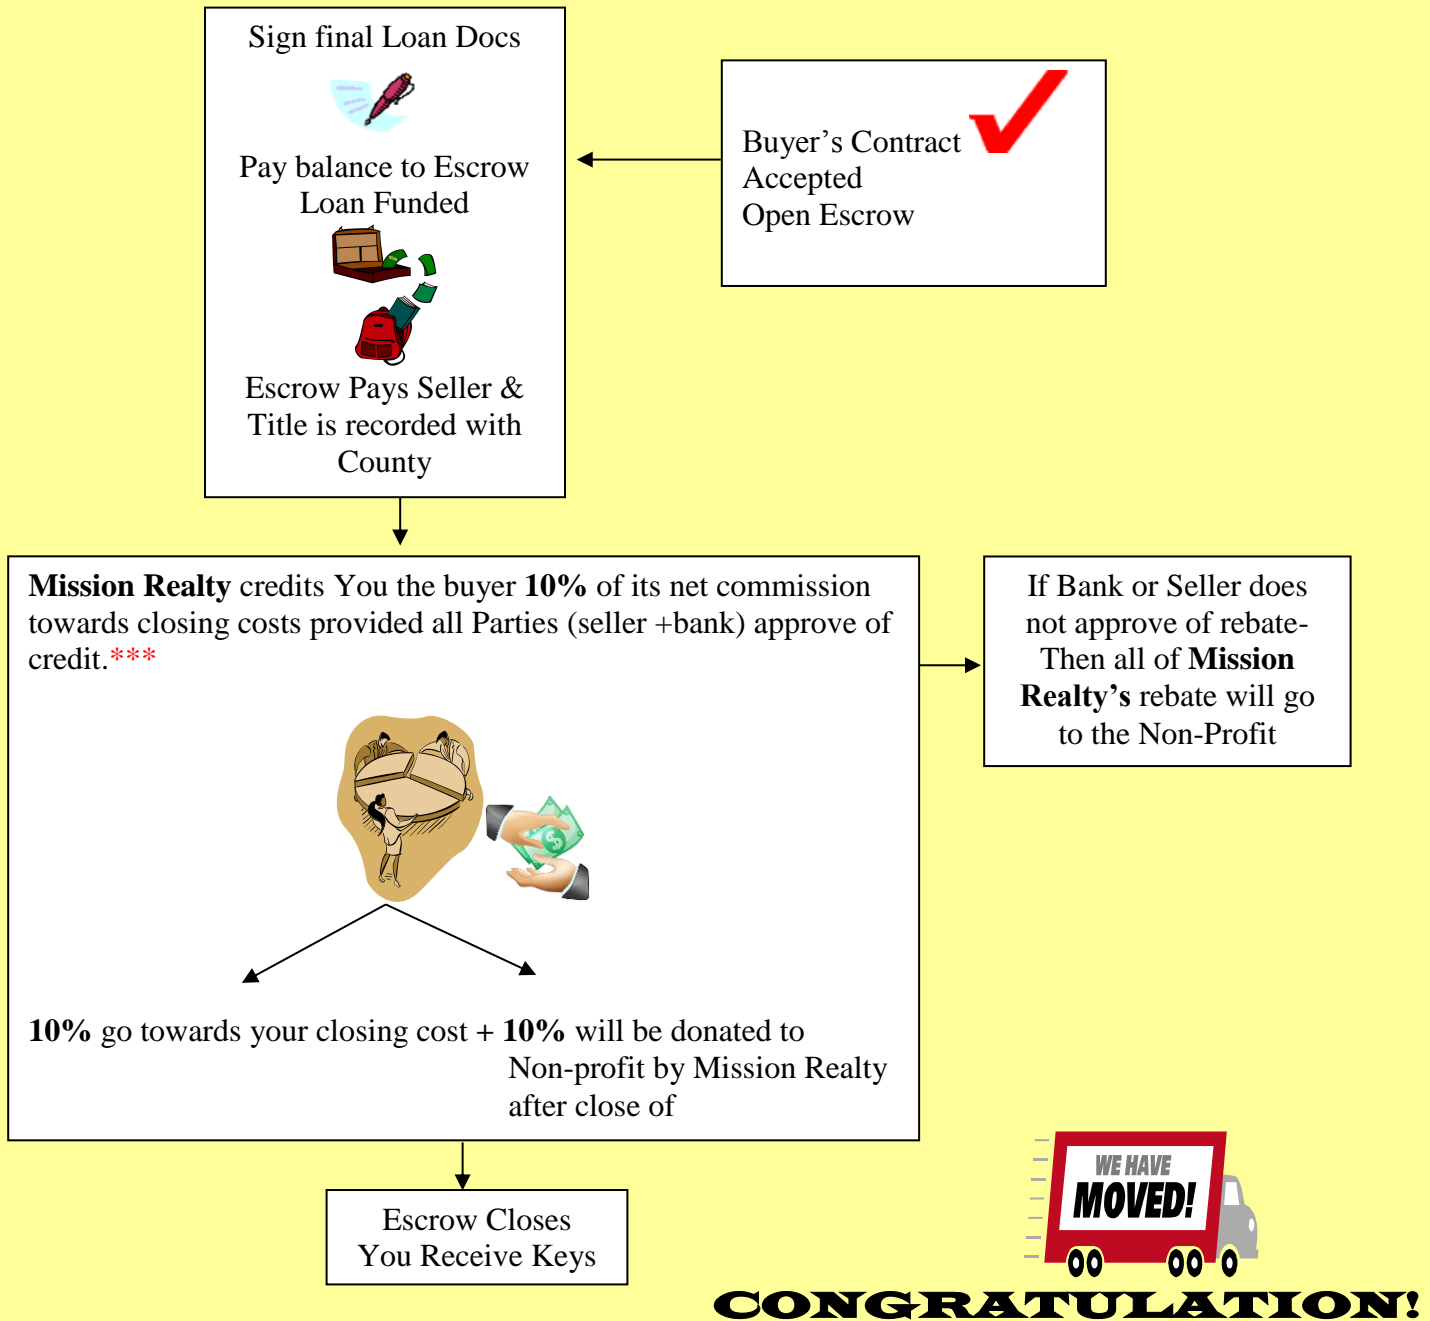 Sign final Loan Docs
Pay balance to Escrow
Loan Funded
Escrow Pays Seller &
Title is recorded with
County
Buyer’s Contract
Accepted
Open Escrow
Mission Realty credits You the buyer 10% of its net commission
towards closing costs provided all Parties (seller +bank) approve of
credit.***
If Bank or Seller does
not approve of rebate-
Then all of Mission
Realty’s rebate will go
to the Non-Profit
10% go towards your closing cost + 10% will be donated to
Non-profit by Mission Realty
after close of
Escrow Closes
You Receive Keys
WE HAVE
MOVED!
CONGRATULATION!